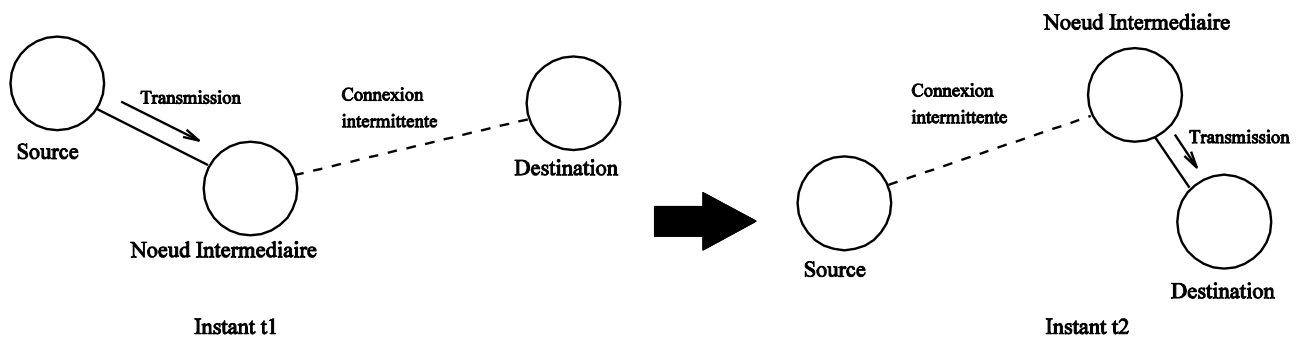 Transmission
Connexion
intermittente
Source
Destination
Noeud Intermediaire
Instant t1
Noeud Intermediaire
Connexion
intermittente
Transmission
Source
Destination
Instant t2